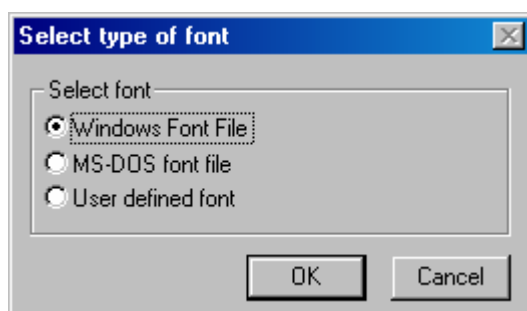 Select type of font
Select font
Windows Font File
MS-DOS font file
User defined font
OK Cancel